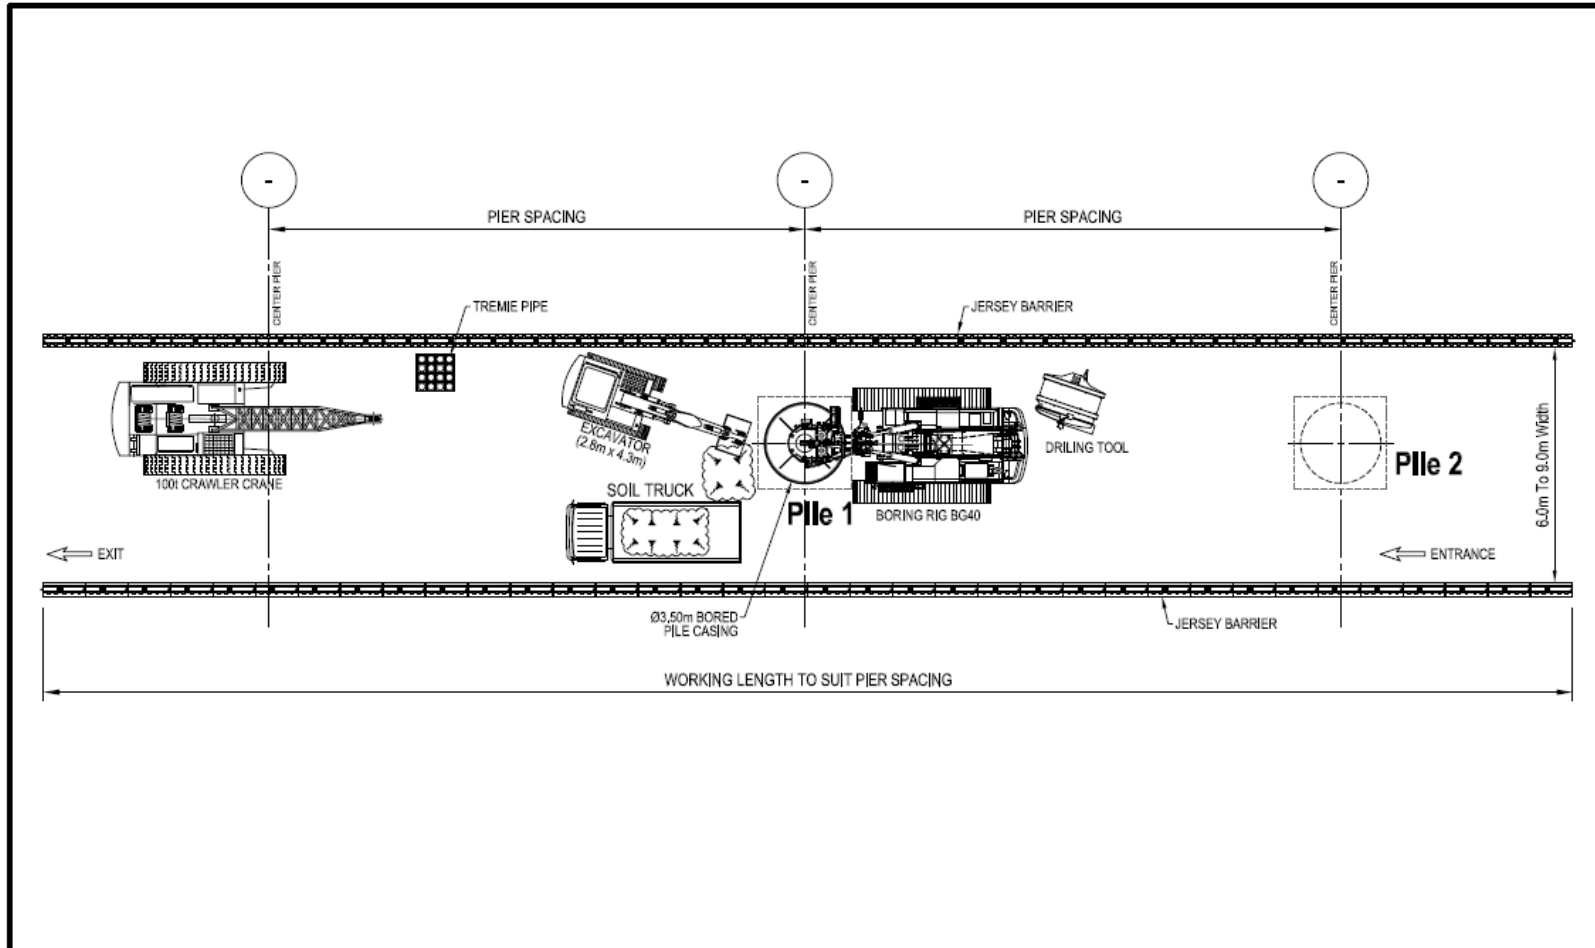 -
-
-
PIER SPACING
PIER SPACING
CENTER PIER
CENTER PIER
CENTER PIER
TREMIE PIPE
JERSEY BARRIER
EXCAVATOR
(2.8m x 4.3m)
DRILING TOOL
100t CRAWLER CRANE
SOIL TRUCK
Pile 1
BORING RIG BG40
Pile 2
6.0m To 9.0m Width
EXIT
ENTRANCE
Ø3.50m BORED
PILE CASING
JERSEY BARRIER
WORKING LENGTH TO SUIT PIER SPACING